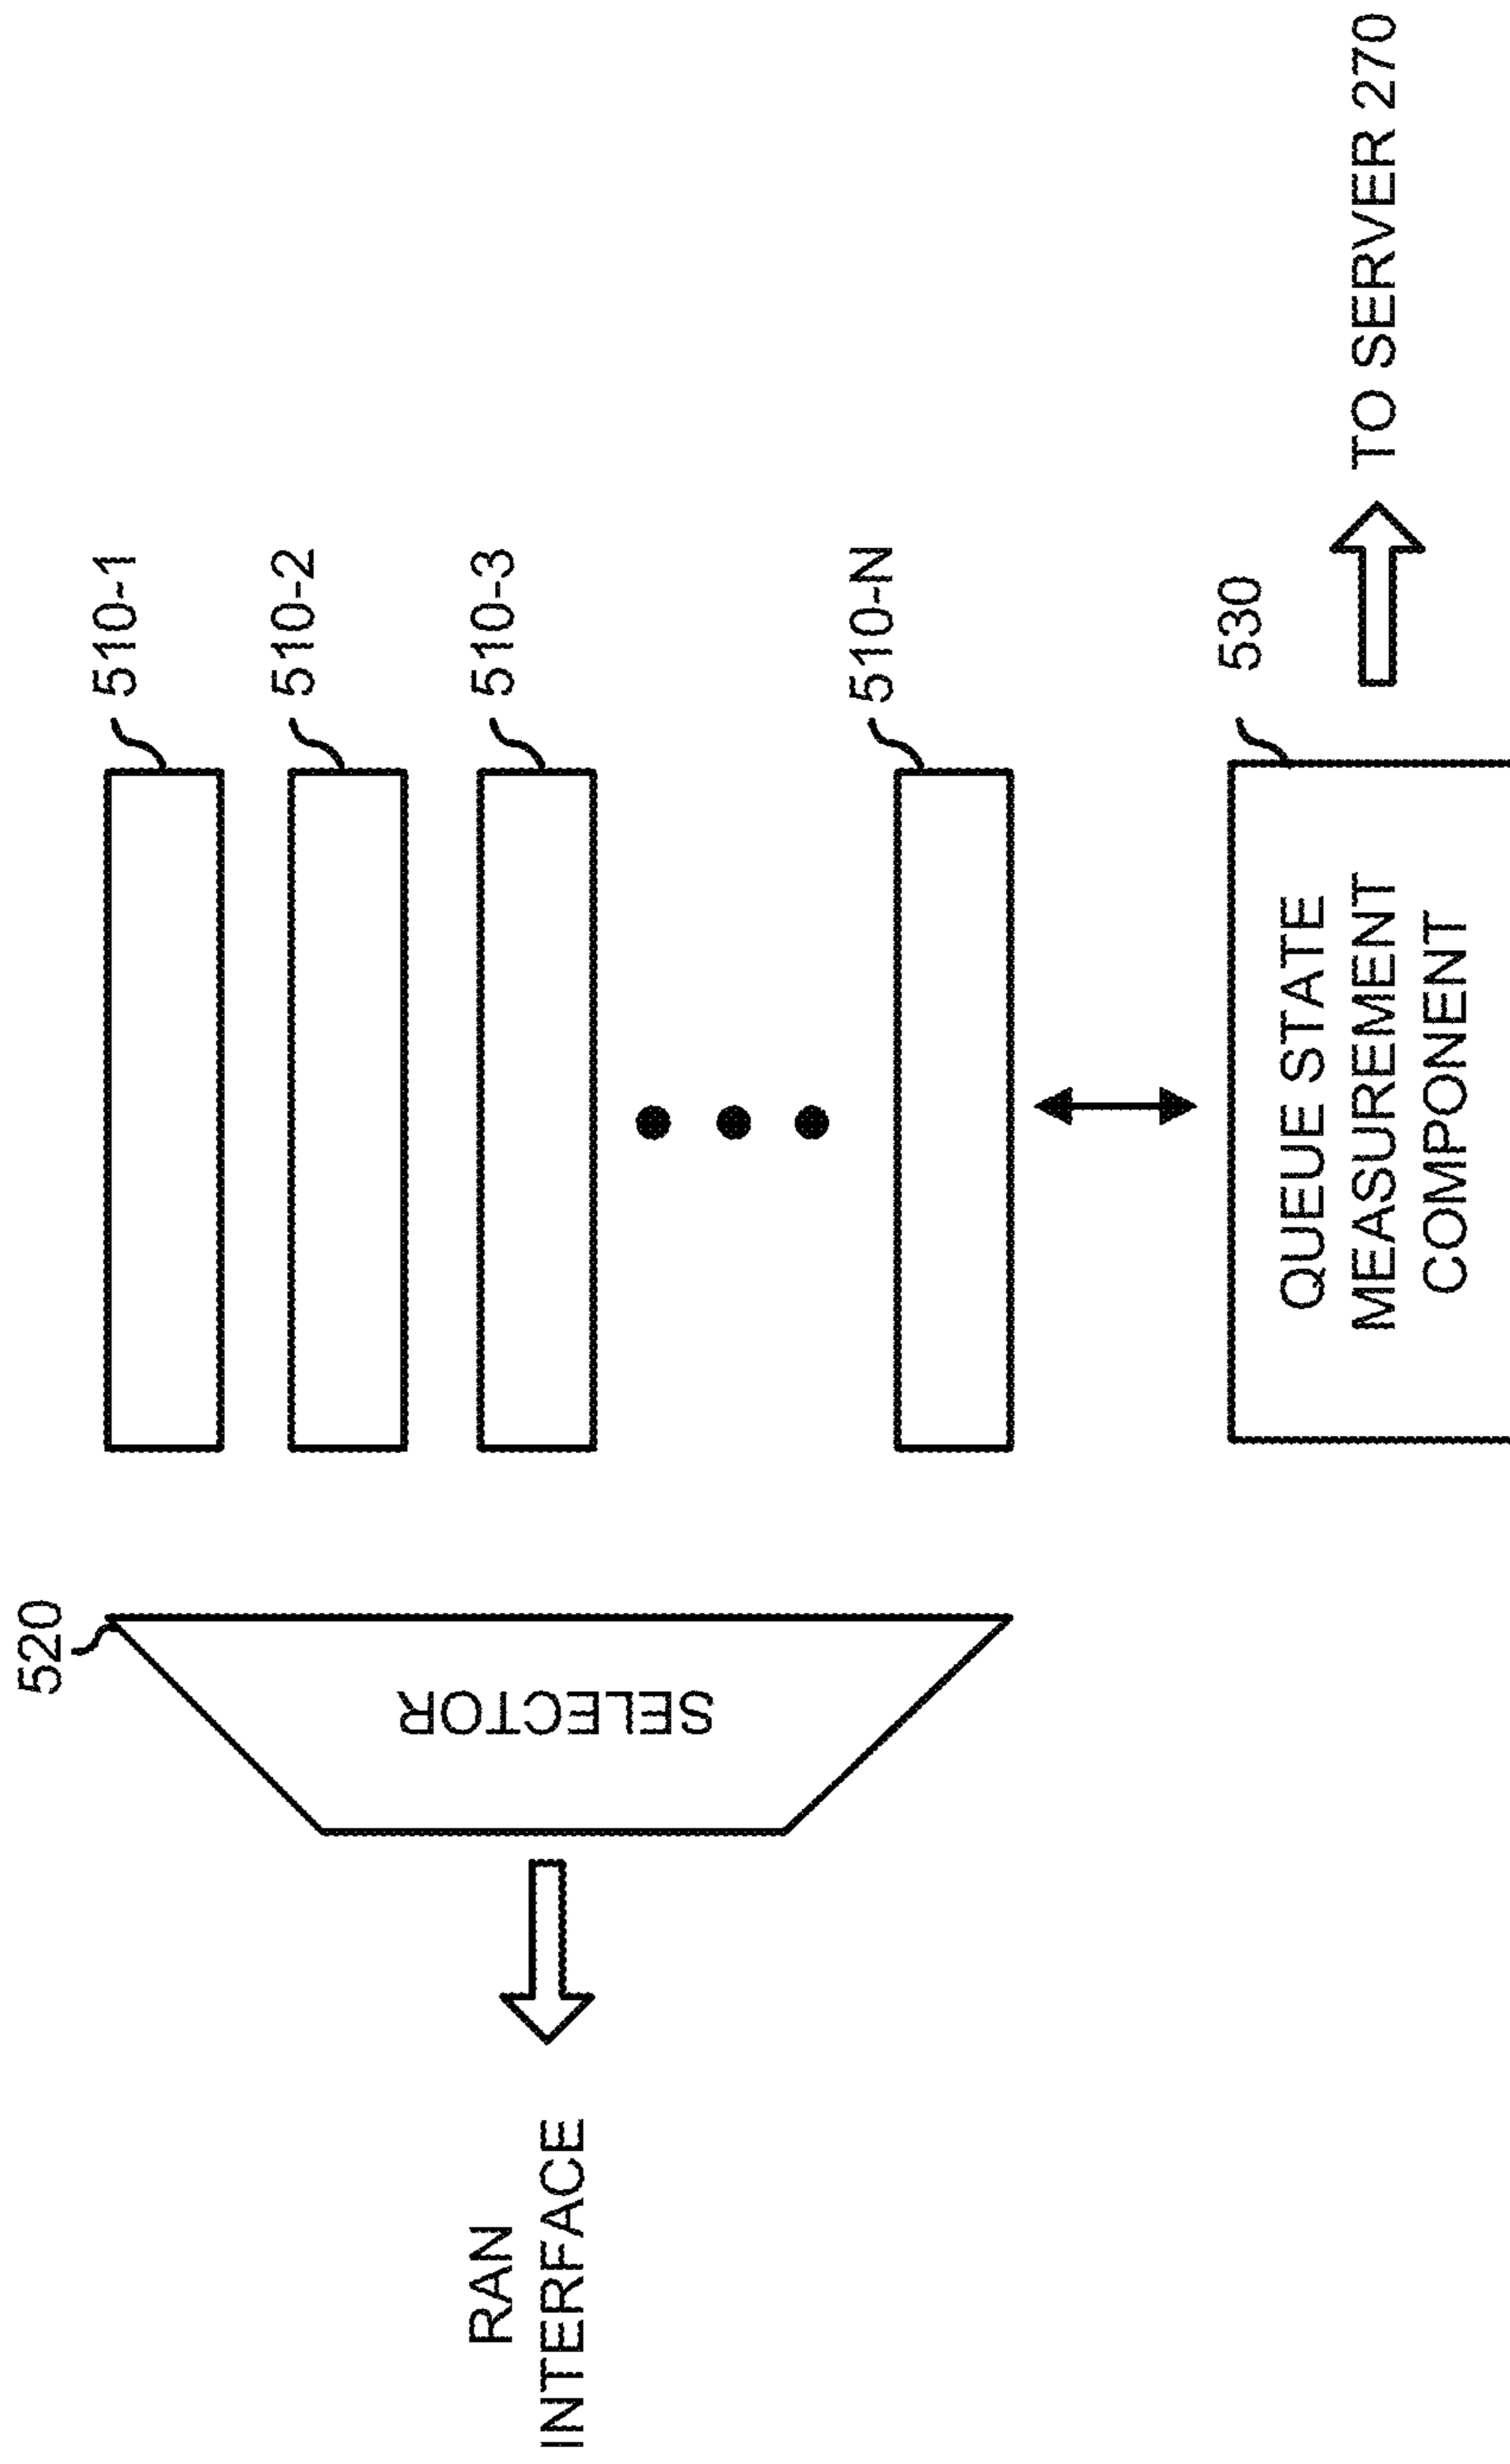 510-1
510-2
510-3
510-N
520
SELECTOR
RAN
INTERFACE
530
QUEUE STATE
MEASUREMENT
COMPONENT
TO SERVER 270